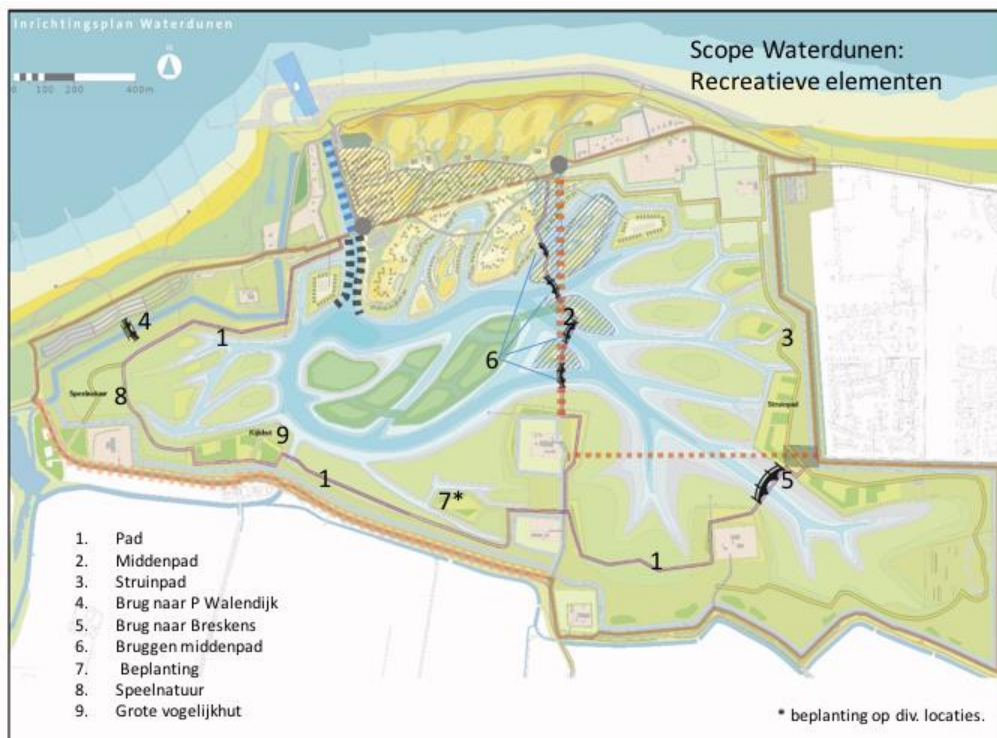 Inrichtingsplan Waterdunen
N
0 100 200 400m
Scope Waterdunen:
Recreatieve elementen
4
1
2
3
6
8
Speelnatuur
Struinpad
Kijkhut
9
1
7*
5
1
1. Pad
2. Middenpad
3. Struinpad
4. Brug naar P Walendijk
5. Brug naar Breskens
6. Bruggen middenpad
7. Beplanting
8. Speelnatuur
9. Grote vogelijkhut
* beplanting op div. locaties.